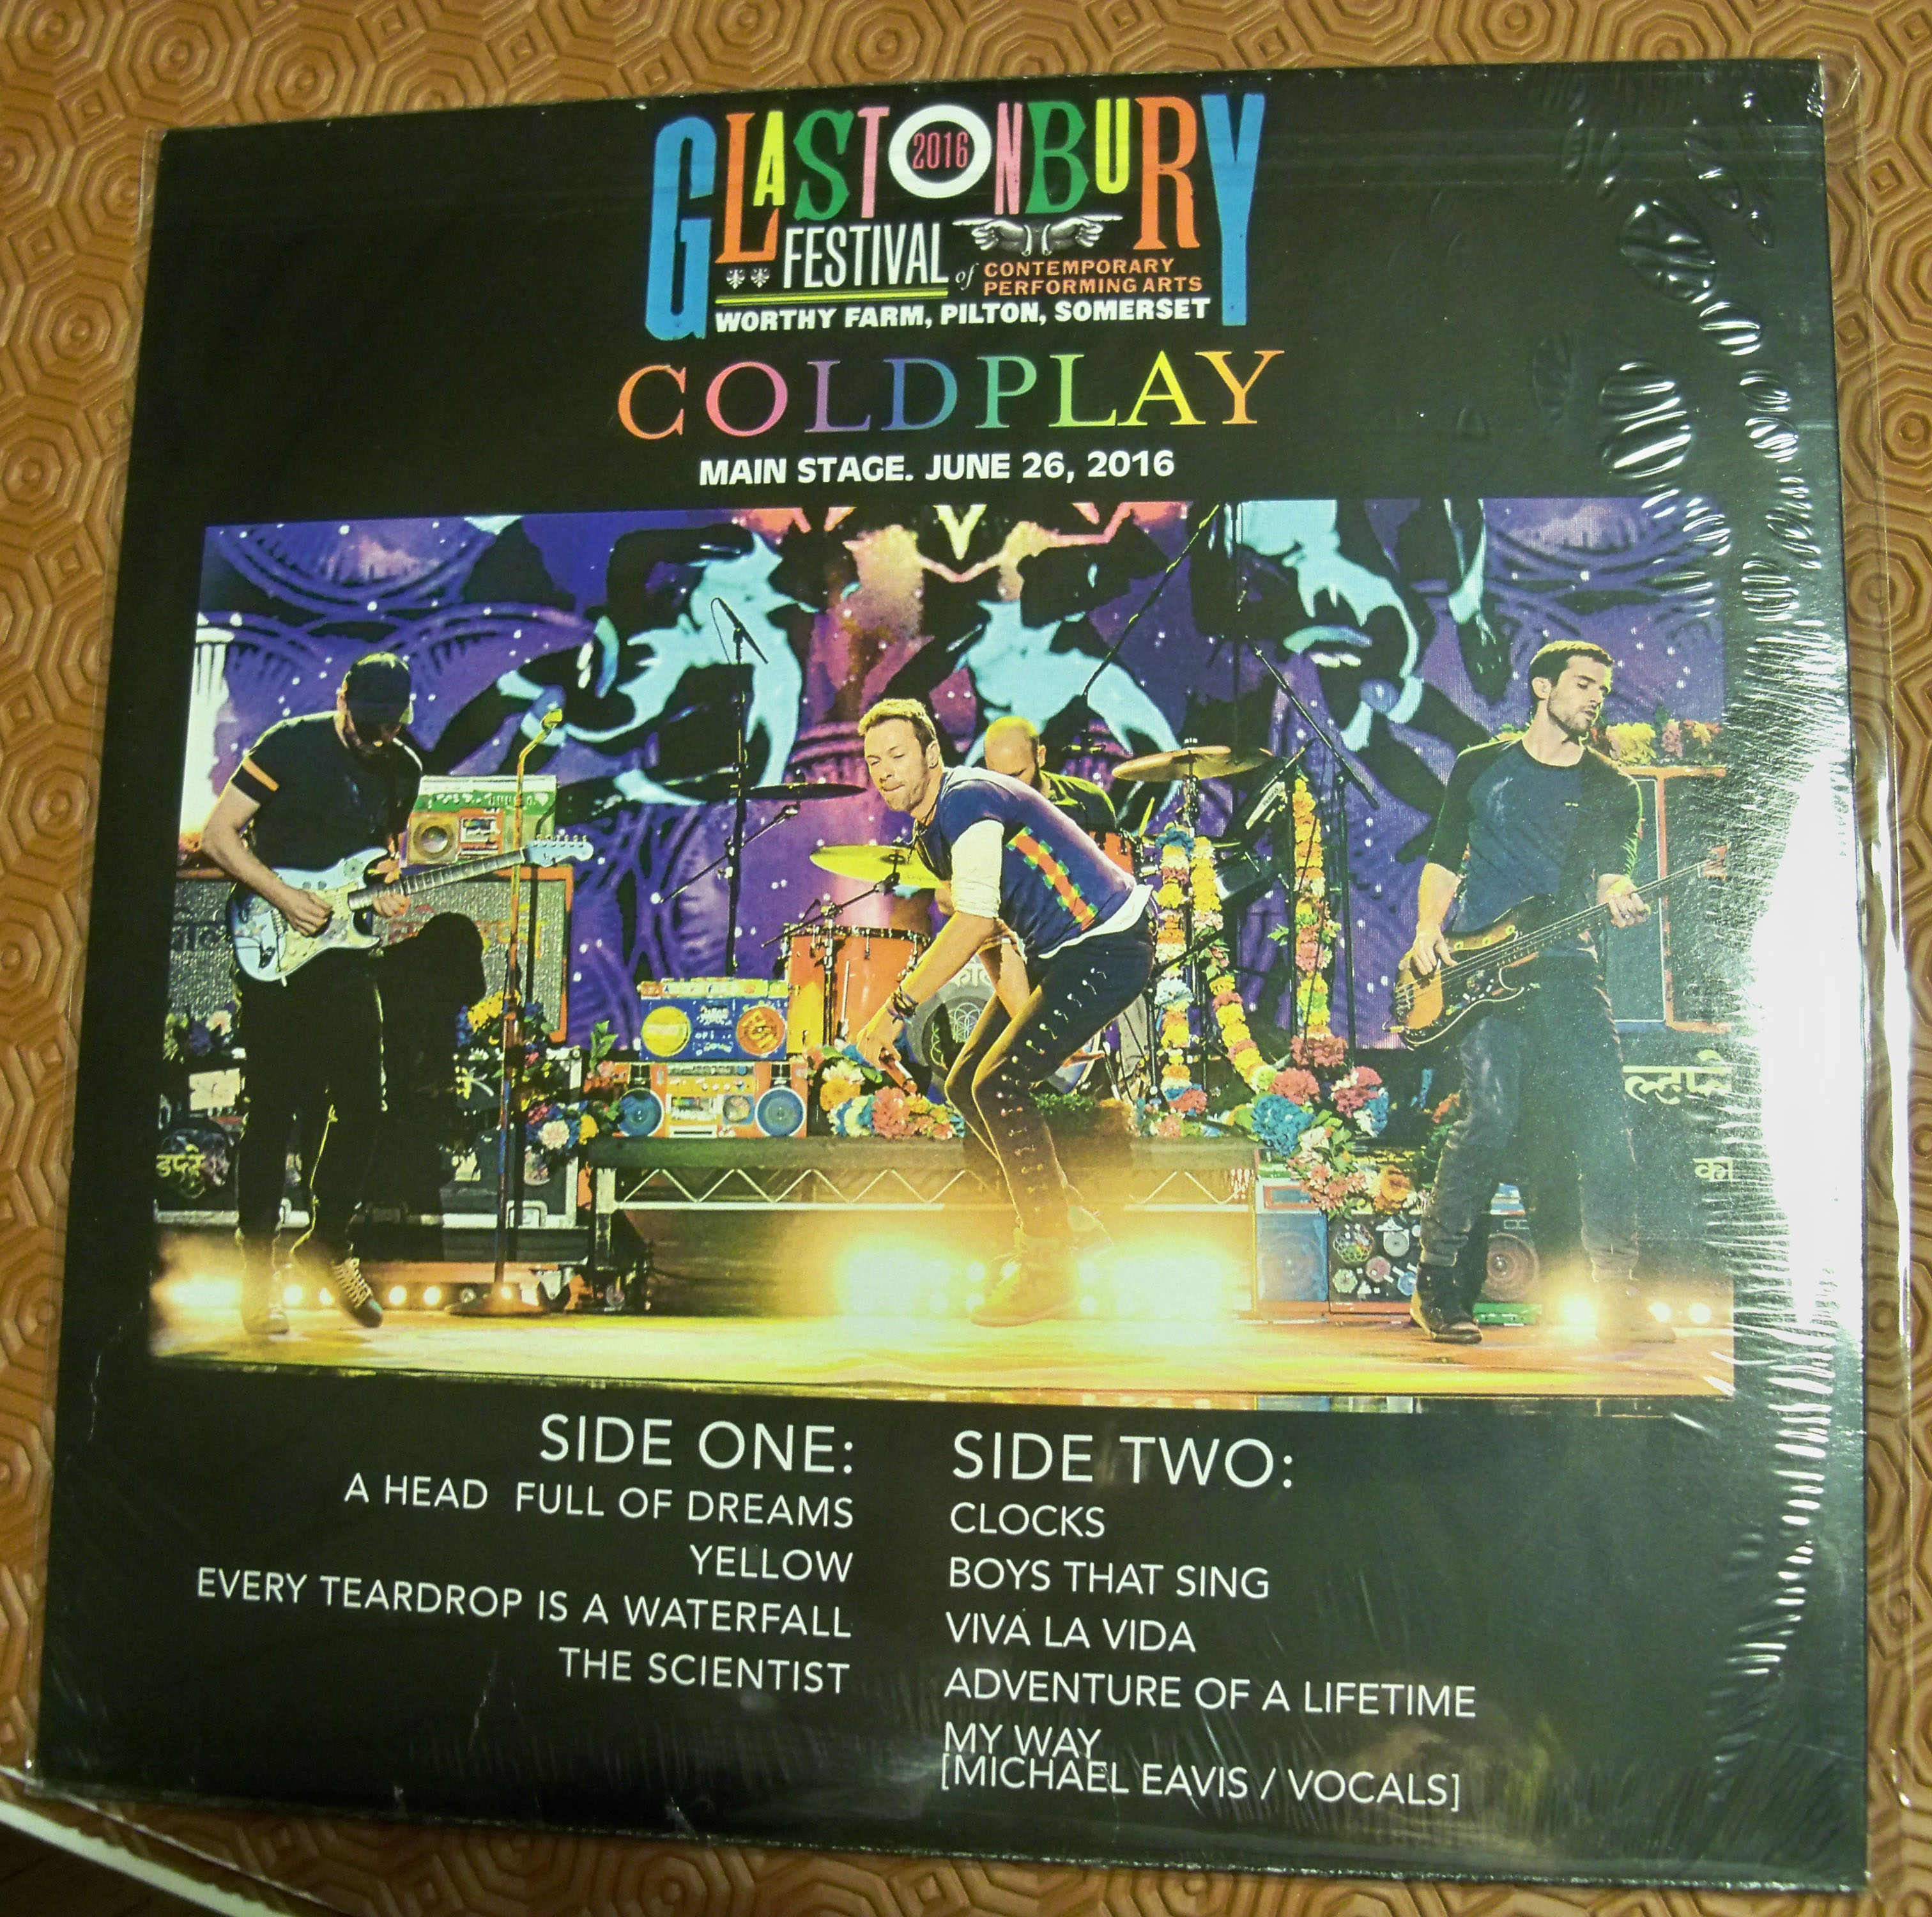 GLASTONBURY
2016
FESTIVAL of CONTEMPORARY
PERFORMING ARTS
WORTHY FARM, PILTON, SOMERSET
COLDPLAY
MAIN STAGE. JUNE 26, 2016
ल्डप्ले
डप्ले
का
SIDE ONE:
A HEAD FULL OF DREAMS
YELLOW
EVERY TEARDROP IS A WATERFALL
THE SCIENTIST
SIDE TWO:
CLOCKS
BOYS THAT SING
VIVA LA VIDA
ADVENTURE OF A LIFETIME
MY WAY
[MICHAEL EAVIS / VOCALS]